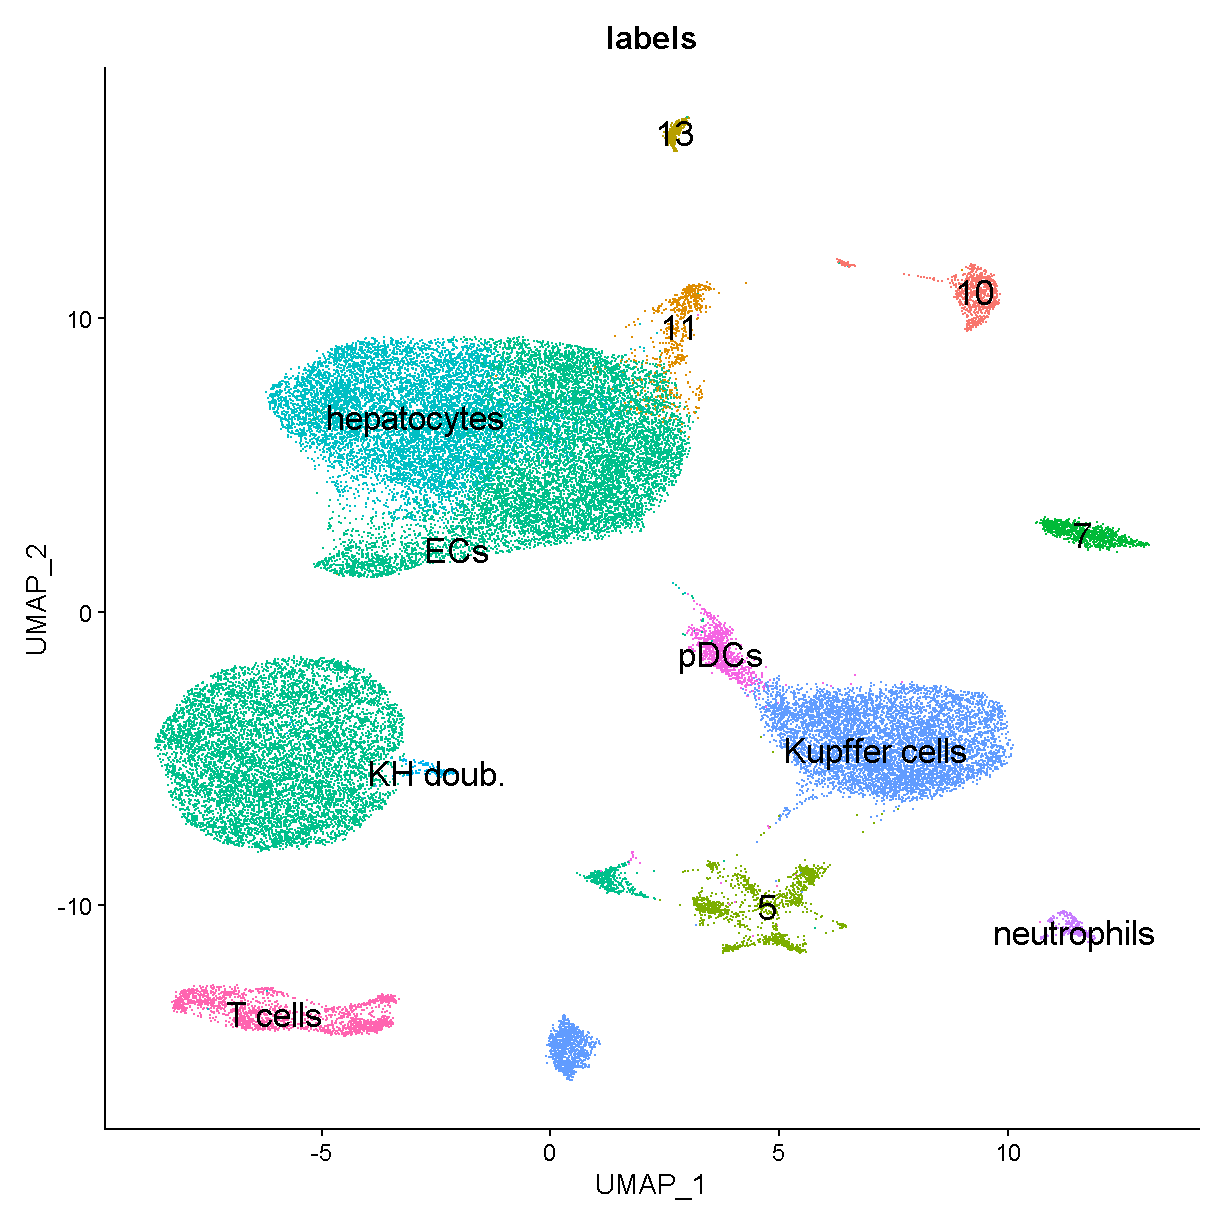 labels
13
10
11
10
hepatocytes
7
ECs
0
pDCs
Kupffer cells
KH doub.
-10
5
neutrophils
T cells
-5
0
5
10
UMAP_1
UMAP_2